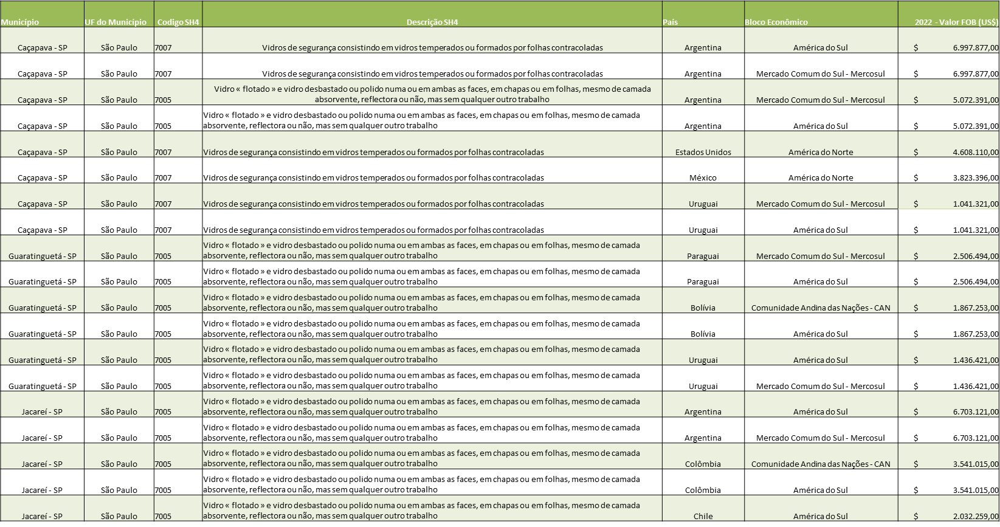 Município UF do Município Codigo SH4 Descrição SH4 País Bloco Econômico 2022 - Valor FOB (US$)
Caçapava - SP São Paulo 7007 Vidros de segurança consistindo em vidros temperados ou formados por folhas contracoladas Argentina América do Sul $ 6.997.877,00
Caçapava - SP São Paulo 7007 Vidros de segurança consistindo em vidros temperados ou formados por folhas contracoladas Argentina Mercado Comum do Sul - Mercosul $ 6.997.877,00
Vidro « flotado » e vidro desbastado ou polido numa ou em ambas as faces, em chapas ou em folhas, mesmo de camada
Caçapava - SP São Paulo 7005 absorvente, reflectora ou não, mas sem qualquer outro trabalho Argentina Mercado Comum do Sul - Mercosul $ 5.072.391,00
Vidro « flotado » e vidro desbastado ou polido numa ou em ambas as faces, em chapas ou em folhas, mesmo de camada
Caçapava - SP São Paulo 7005 absorvente, reflectora ou não, mas sem qualquer outro trabalho Argentina América do Sul $ 5.072.391,00
Caçapava - SP São Paulo 7007 Vidros de segurança consistindo em vidros temperados ou formados por folhas contracoladas Estados Unidos América do Norte $ 4.608.110,00
Caçapava - SP São Paulo 7007 Vidros de segurança consistindo em vidros temperados ou formados por folhas contracoladas México América do Norte $ 3.823.396,00
Caçapava - SP São Paulo 7007 Vidros de segurança consistindo em vidros temperados ou formados por folhas contracoladas Uruguai Mercado Comum do Sul - Mercosul $ 1.041.321,00
Caçapava - SP São Paulo 7007 Vidros de segurança consistindo em vidros temperados ou formados por folhas contracoladas Uruguai América do Sul $ 1.041.321,00
Vidro « flotado » e vidro desbastado ou polido numa ou em ambas as faces, em chapas ou em folhas, mesmo de camada
Guaratinguetá - SP São Paulo 7005 absorvente, reflectora ou não, mas sem qualquer outro trabalho Paraguai Mercado Comum do Sul - Mercosul $ 2.506.494,00
Vidro « flotado » e vidro desbastado ou polido numa ou em ambas as faces, em chapas ou em folhas, mesmo de camada
Guaratinguetá - SP São Paulo 7005 absorvente, reflectora ou não, mas sem qualquer outro trabalho Paraguai América do Sul $ 2.506.494,00
Vidro « flotado » e vidro desbastado ou polido numa ou em ambas as faces, em chapas ou em folhas, mesmo de camada
Guaratinguetá - SP São Paulo 7005 absorvente, reflectora ou não, mas sem qualquer outro trabalho Bolívia Comunidade Andina das Nações - CAN $ 1.867.253,00
Vidro « flotado » e vidro desbastado ou polido numa ou em ambas as faces, em chapas ou em folhas, mesmo de camada
Guaratinguetá - SP São Paulo 7005 absorvente, reflectora ou não, mas sem qualquer outro trabalho Bolívia América do Sul $ 1.867.253,00
Vidro « flotado » e vidro desbastado ou polido numa ou em ambas as faces, em chapas ou em folhas, mesmo de camada
Guaratinguetá - SP São Paulo 7005 absorvente, reflectora ou não, mas sem qualquer outro trabalho Uruguai América do Sul $ 1.436.421,00
Vidro « flotado » e vidro desbastado ou polido numa ou em ambas as faces, em chapas ou em folhas, mesmo de camada
Guaratinguetá - SP São Paulo 7005 absorvente, reflectora ou não, mas sem qualquer outro trabalho Uruguai Mercado Comum do Sul - Mercosul $ 1.436.421,00
Vidro « flotado » e vidro desbastado ou polido numa ou em ambas as faces, em chapas ou em folhas, mesmo de camada
Jacareí - SP São Paulo 7005 absorvente, reflectora ou não, mas sem qualquer outro trabalho Argentina América do Sul $ 6.703.121,00
Vidro « flotado » e vidro desbastado ou polido numa ou em ambas as faces, em chapas ou em folhas, mesmo de camada
Jacareí - SP São Paulo 7005 absorvente, reflectora ou não, mas sem qualquer outro trabalho Argentina Mercado Comum do Sul - Mercosul $ 6.703.121,00
Vidro « flotado » e vidro desbastado ou polido numa ou em ambas as faces, em chapas ou em folhas, mesmo de camada
Jacareí - SP São Paulo 7005 absorvente, reflectora ou não, mas sem qualquer outro trabalho Colômbia Comunidade Andina das Nações - CAN $ 3.541.015,00
Vidro « flotado » e vidro desbastado ou polido numa ou em ambas as faces, em chapas ou em folhas, mesmo de camada
Jacareí - SP São Paulo 7005 absorvente, reflectora ou não, mas sem qualquer outro trabalho Colômbia América do Sul $ 3.541.015,00
Vidro « flotado » e vidro desbastado ou polido numa ou em ambas as faces, em chapas ou em folhas, mesmo de camada
Jacareí - SP São Paulo 7005 absorvente, reflectora ou não, mas sem qualquer outro trabalho Chile América do Sul $ 2.032.259,00